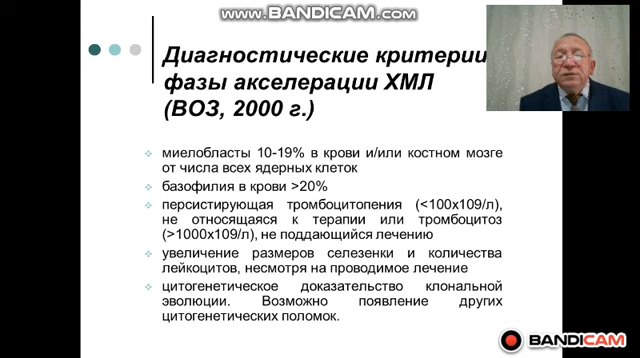 www.BANDICAM.com
Диагностические критерии
фазы акселерации ХМЛ
(ВОЗ, 2000 г.)
миелобласты 10-19% в крови и/или костном мозге
от числа всех ядерных клеток
базофилия в крови >20%
персистирующая тромбоцитопения (<100х109/л),
не относящаяся к терапии или тромбоцитоз
(>1000х109/л), не поддающийся лечению
увеличение размеров селезенки и количества
лейкоцитов, несмотря на проводимое лечение
цитогенетическое доказательство клональной
эволюции. Возможно появление других
цитогенетических поломок.
BANDICAM